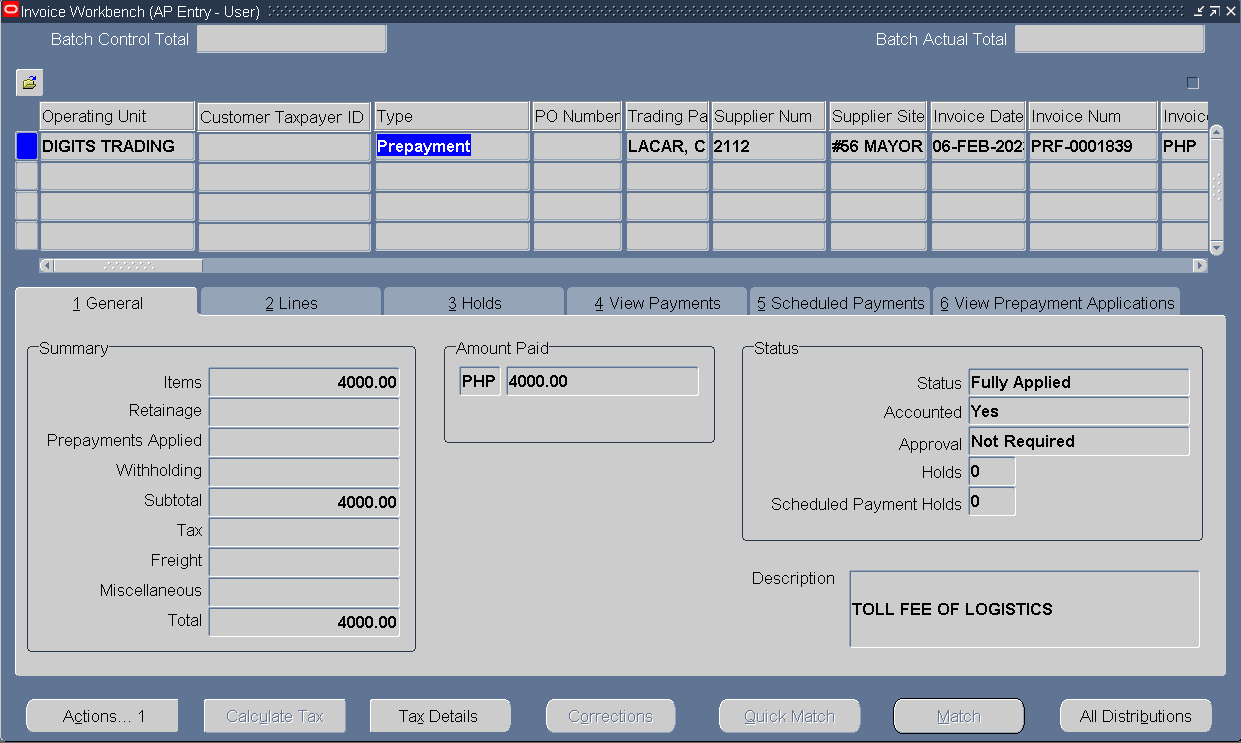 Invoice Workbench (AP Entry - User)
Batch Control Total
Batch Actual Total
Operating Unit Customer Taxpayer ID Type PO Number Trading Pa Supplier Num Supplier Site Invoice Date Invoice Num Invoic
DIGITS TRADING Prepayment LACAR, C 2112 #56 MAYOR 06-FEB-202 PRF-0001839 PHP
1 General 2 Lines 3 Holds 4 View Payments 5 Scheduled Payments 6 View Prepayment Applications
Summary
Items 4000.00
Retainage
Prepayments Applied
Withholding
Subtotal 4000.00
Tax
Freight
Miscellaneous
Total 4000.00
Amount Paid
PHP 4000.00
Status
Status Fully Applied
Accounted Yes
Approval Not Required
Holds 0
Scheduled Payment Holds 0
Description
TOLL FEE OF LOGISTICS
Actions... 1 Calculate Tax Tax Details Corrections Quick Match Match All Distributions